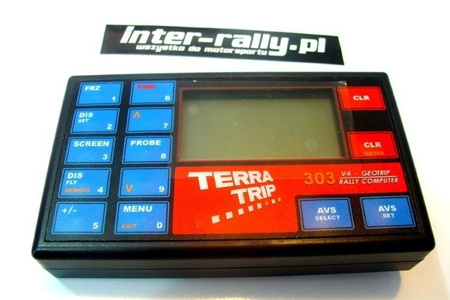 inter-rally.pl
wszystko do motorsportu
FRZ
1
PWR
6
DIS
SET
2
Λ
7
SCREEN
3
PROBE
8
DIS
FLY
REMOTE
4
V
9
+/-
5
MENU
EXIT
0
CLR
CLR
ENTER
TERRA
TRIP
303
V4 - GEOTRIP
RALLY COMPUTER
AVS
SELECT
AVS
SET